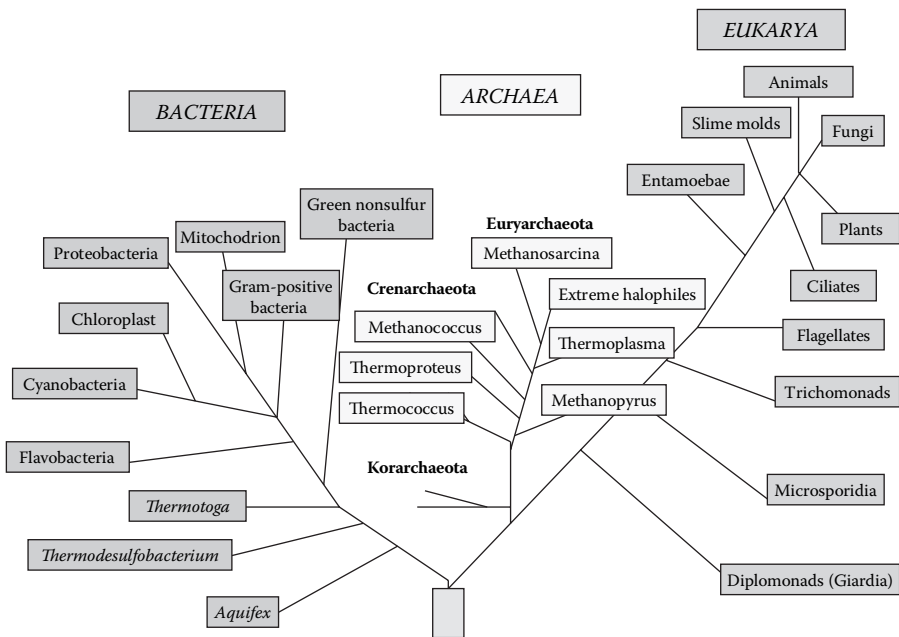 EUKARYA
BACTERIA
ARCHAEA
Animals
Slime molds
Fungi
Entamoebae
Green nonsulfur
bacteria
Euryarchaeota
Plants
Mitochodrion
Proteobacteria
Methanosarcina
Gram-positive
bacteria
Crenarchaeota
Extreme halophiles
Ciliates
Chloroplast
Methanococcus
Thermoplasma
Flagellates
Thermoproteus
Cyanobacteria
Trichomonads
Thermococcus
Methanopyrus
Flavobacteria
Korarchaeota
Microsporidia
Thermotoga
Thermodesulfobacterium
Diplomonads (Giardia)
Aquifex